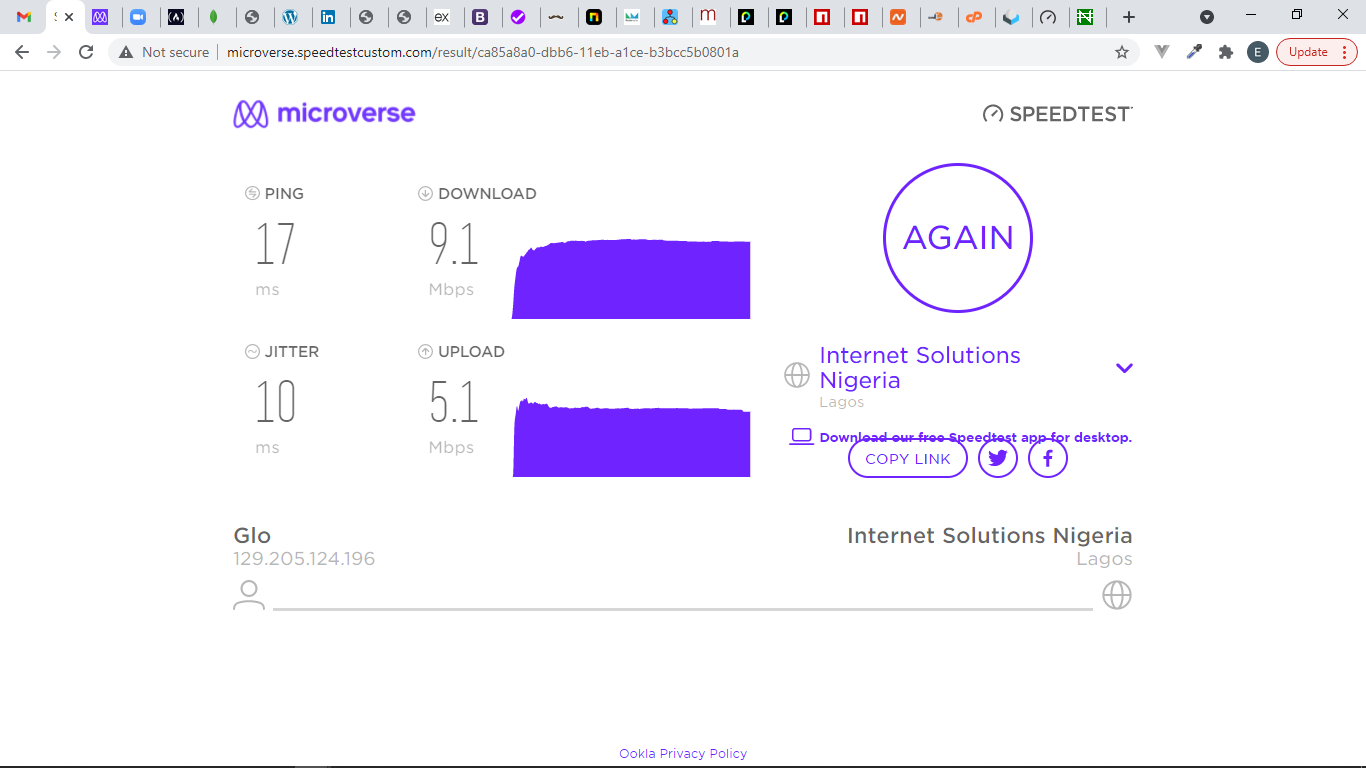 Not secure
microverse.speedtestcustom.com/result/ca85a8a0-dbb6-11eb-a1ce-b3bcc5b0801a
E
Update
microverse
SPEEDTEST
PING
17
ms
DOWNLOAD
9.1
Mbps
JITTER
10
ms
UPLOAD
5.1
Mbps
AGAIN
Internet Solutions
Nigeria
Lagos
Download our free Speedtest app for desktop.
COPY LINK
Glo
129.205.124.196
Internet Solutions Nigeria
Lagos
Ookla Privacy Policy